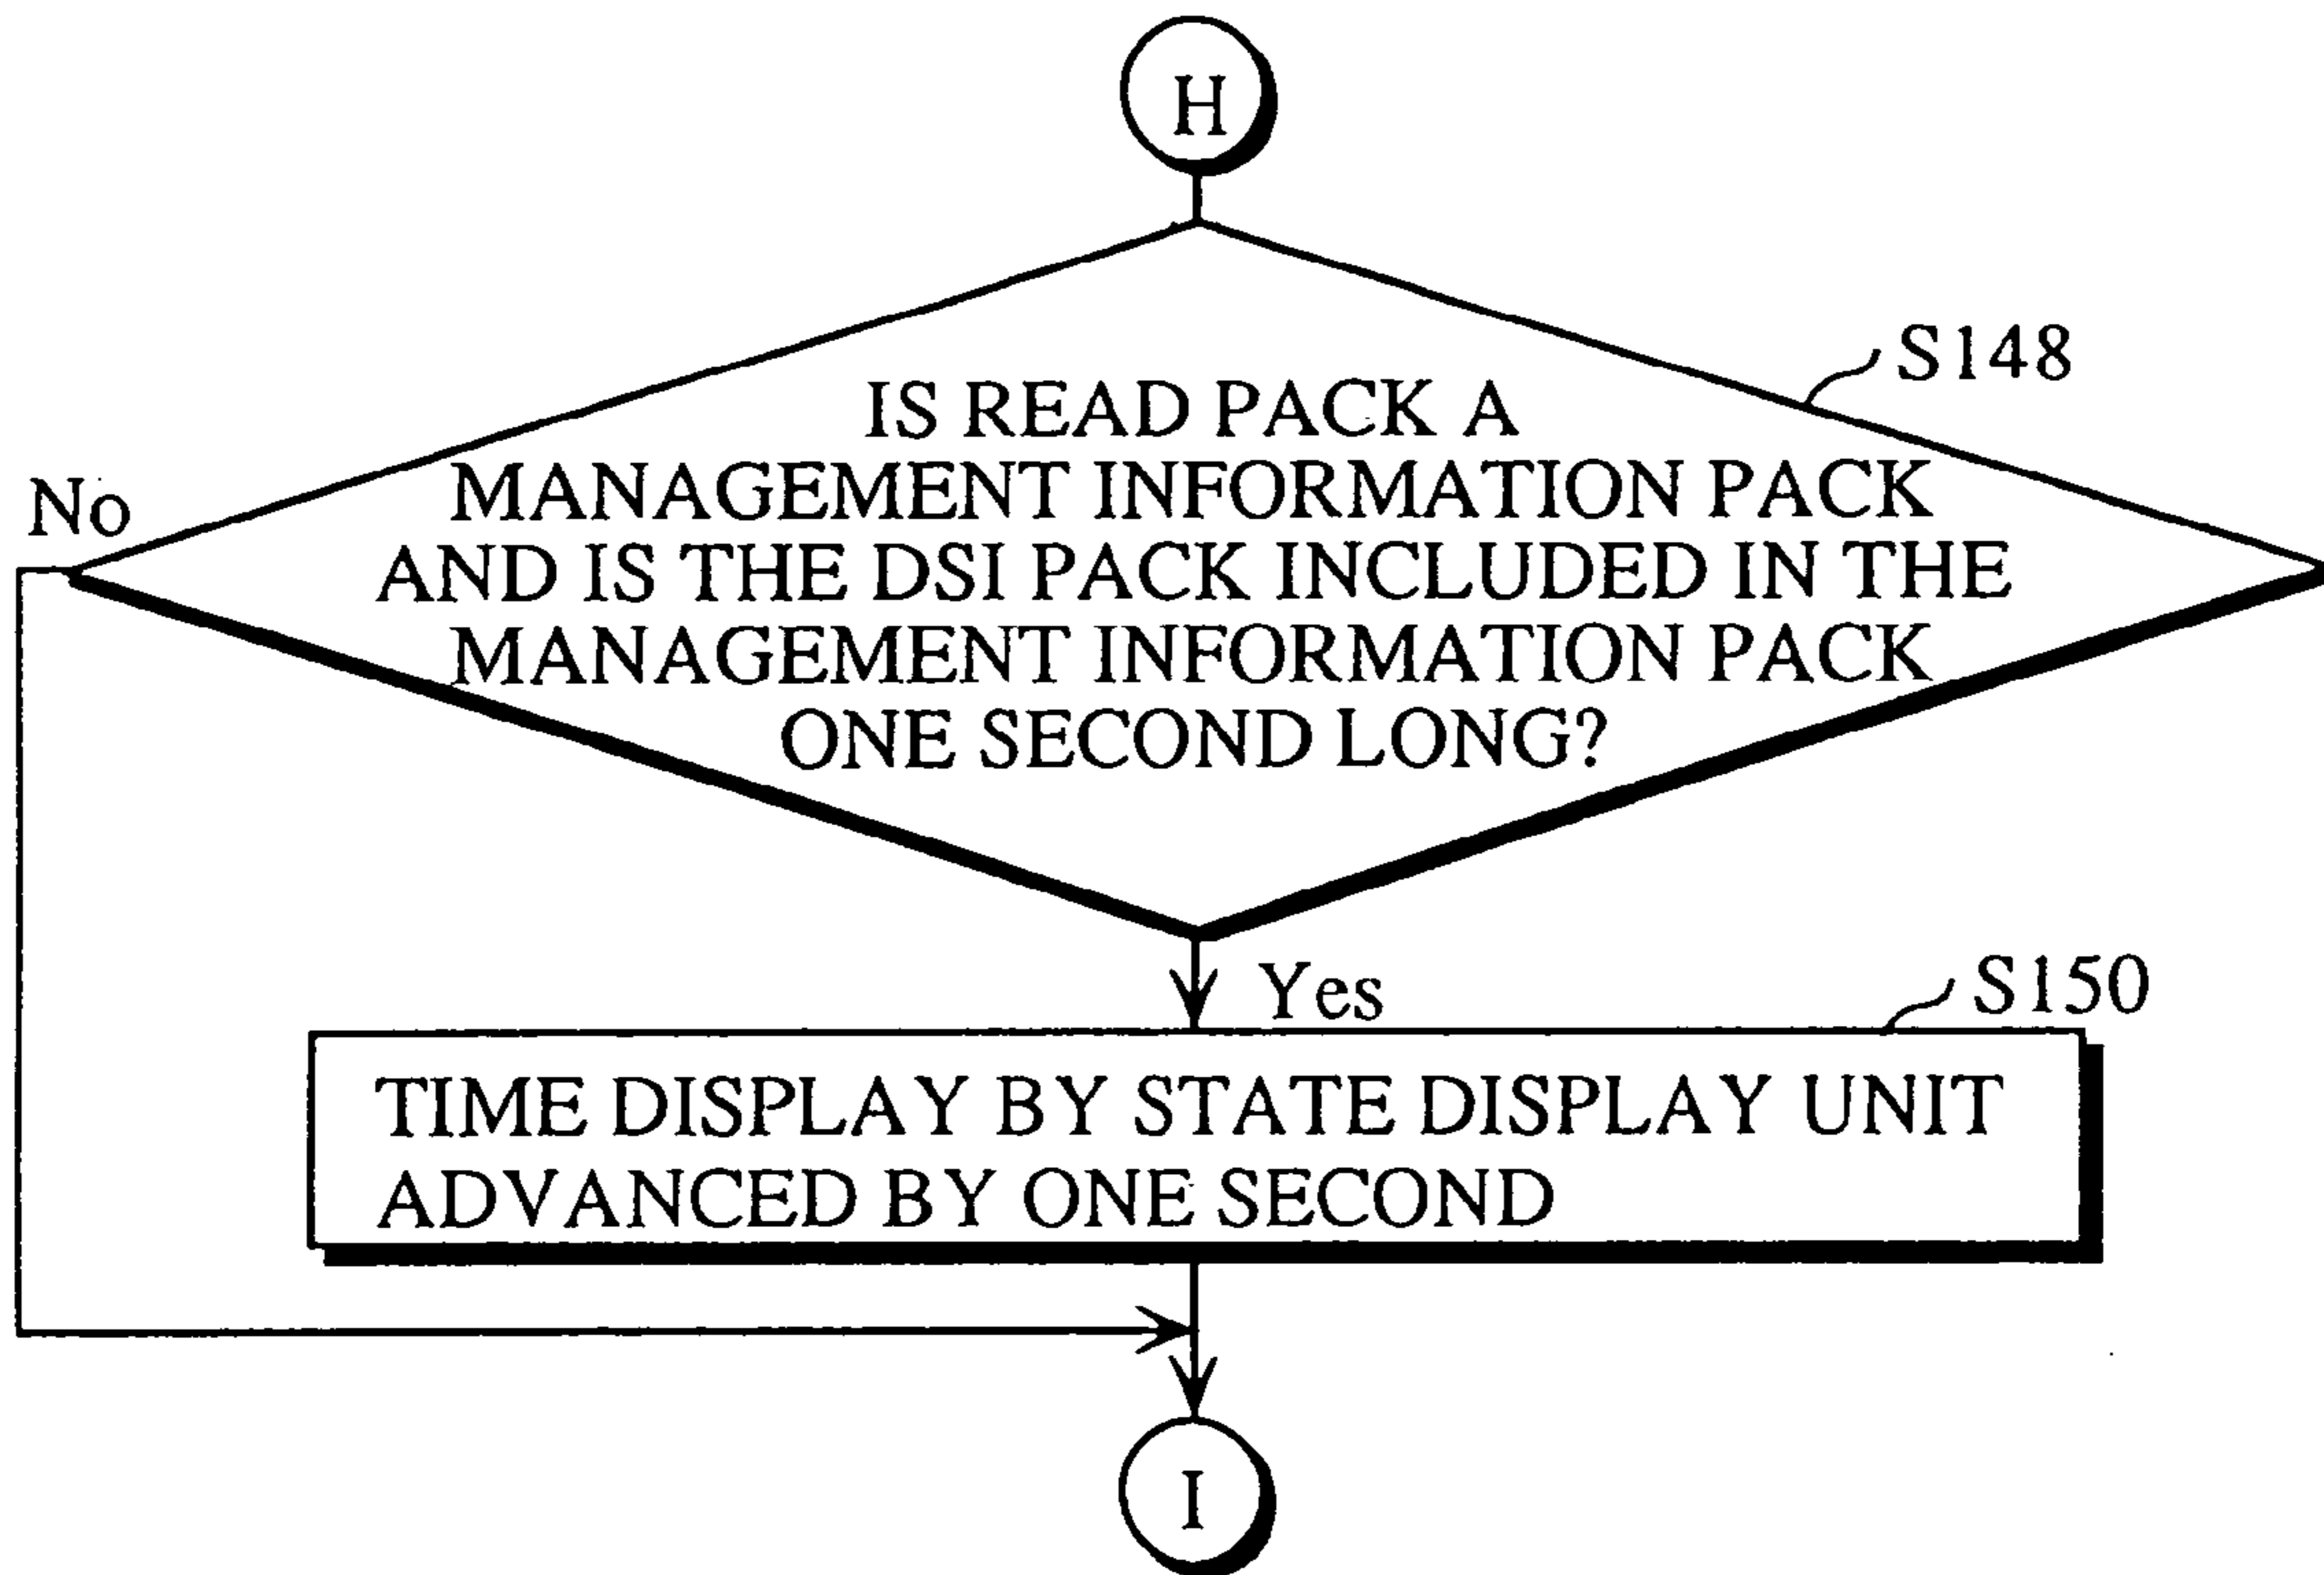 H
S148
IS READ PACK A
MANAGEMENT INFORMATION PACK
AND IS THE DSI PACK INCLUDED IN THE
MANAGEMENT INFORMATION PACK
ONE SECOND LONG?
No
Yes
S150
TIME DISPLAY BY STATE DISPLAY UNIT
ADVANCED BY ONE SECOND
I